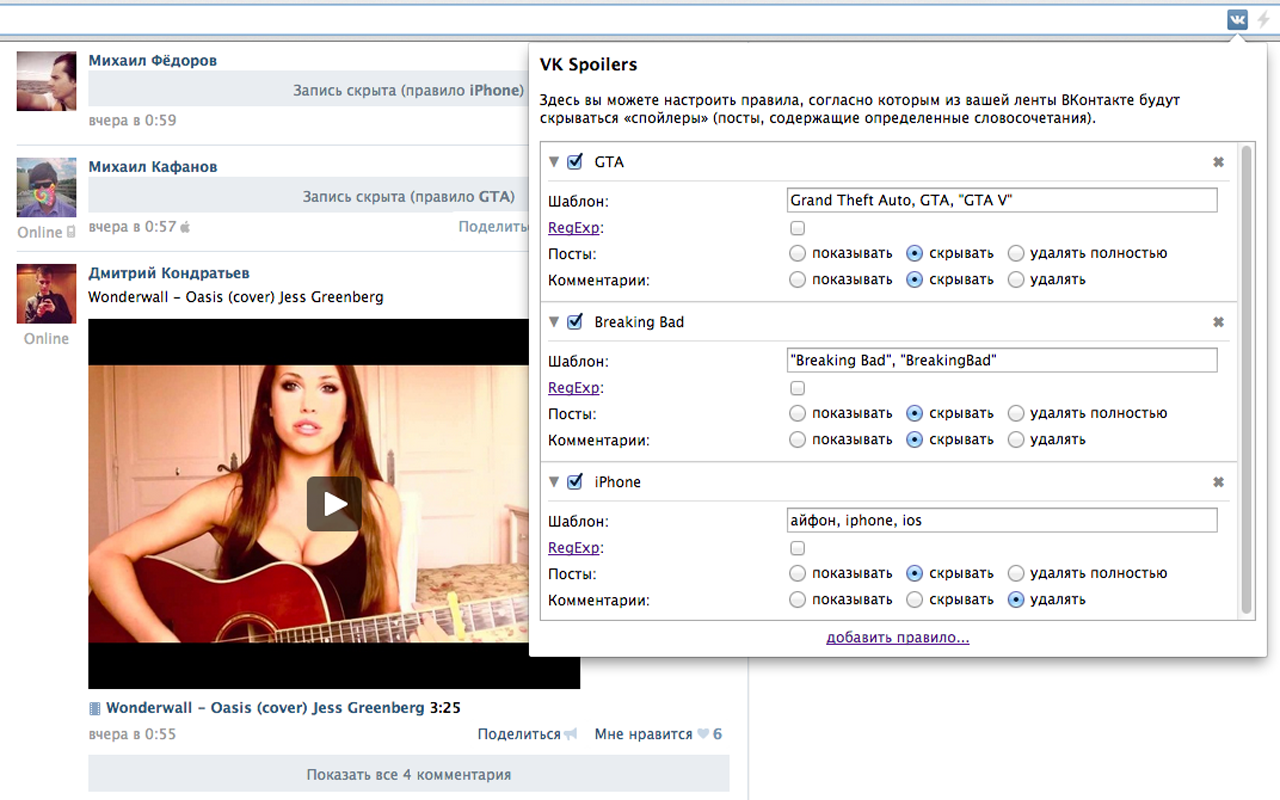 Михаил Фёдоров
Запись скрыта (правило iPhone)
вчера в 0:59
Михаил Кафанов
Запись скрыта (правило GTA)
Online
вчера в 0:57
Поделить
Дмитрий Кондратьев
Wonderwall – Oasis (cover) Jess Greenberg
Online
Wonderwall – Oasis (cover) Jess Greenberg 3:25
вчера в 0:55
Поделиться
Мне нравится 6
Показать все 4 комментария
VK Spoilers
Здесь вы можете настроить правила, согласно которым из вашей ленты ВКонтакте будут
скрываться «спойлеры» (посты, содержащие определенные словосочетания).
GTA
Шаблон: Grand Theft Auto, GTA, "GTA V"
RegExp:
Посты: показывать скрывать удалять полностью
Комментарии: показывать скрывать удалять
Breaking Bad
Шаблон: "Breaking Bad", "BreakingBad"
RegExp:
Посты: показывать скрывать удалять полностью
Комментарии: показывать скрывать удалять
iPhone
Шаблон: айфон, iphone, ios
RegExp:
Посты: показывать скрывать удалять полностью
Комментарии: показывать скрывать удалять
добавить правило...